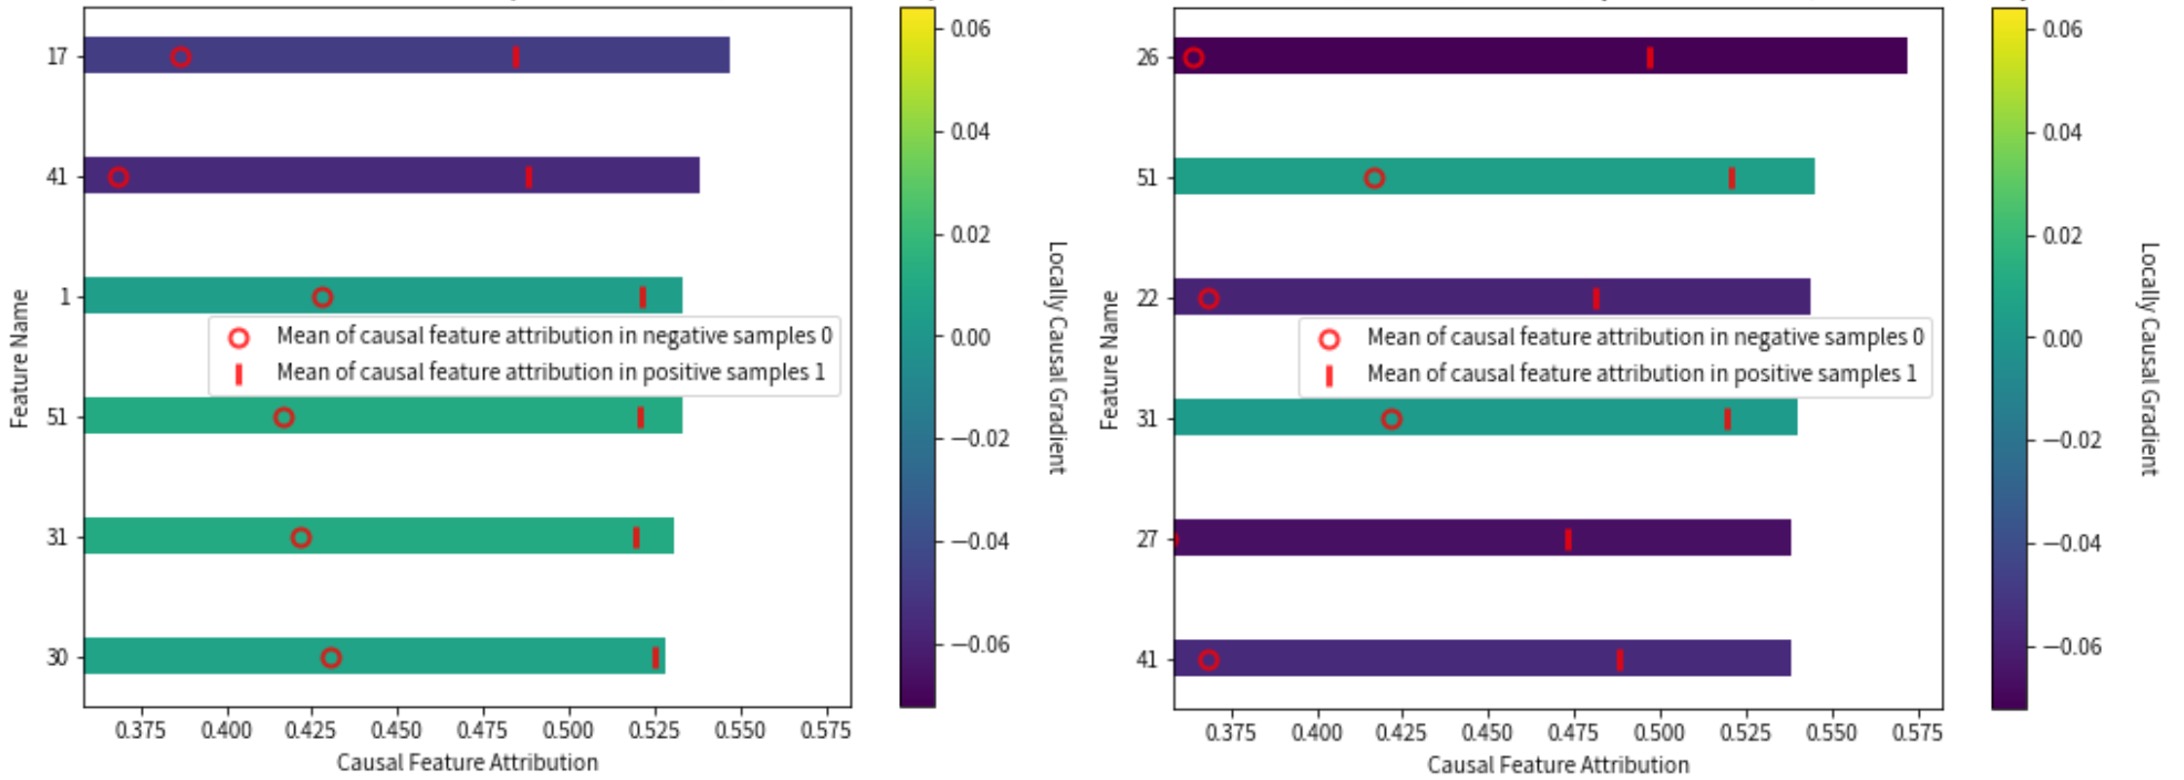 17
41
1
51
31
30
Feature Name
Mean of causal feature attribution in negative samples 0
Mean of causal feature attribution in positive samples 1
0.375 0.400 0.425 0.450 0.475 0.500 0.525 0.550 0.575
Causal Feature Attribution
0.06
0.04
0.02
0.00
−0.02
−0.04
−0.06
Locally Causal Gradient
26
51
22
31
27
41
Feature Name
Mean of causal feature attribution in negative samples 0
Mean of causal feature attribution in positive samples 1
0.375 0.400 0.425 0.450 0.475 0.500 0.525 0.550 0.575
Causal Feature Attribution
0.06
0.04
0.02
0.00
−0.02
−0.04
−0.06
Locally Causal Gradient